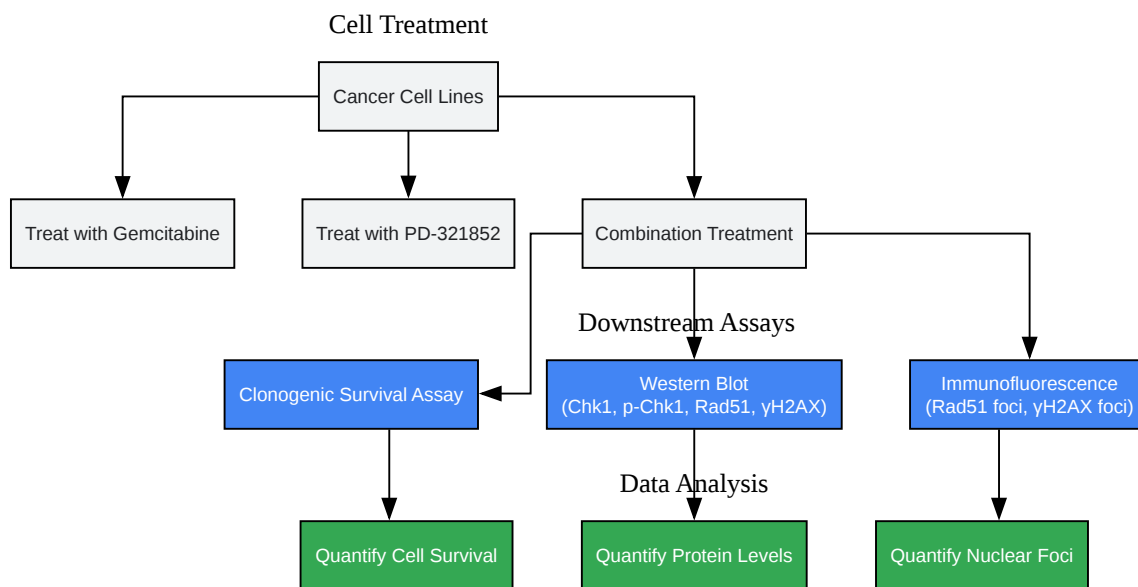 Cell Treatment
Cancer Cell Lines
Treat with Gemcitabine
Treat with PD-321852
Combination Treatment
Downstream Assays
Clonogenic Survival Assay
Western Blot
(Chk1, p-Chk1, Rad51, γH2AX)
Immunofluorescence
(Rad51 foci, γH2AX foci)
Data Analysis
Quantify Cell Survival
Quantify Protein Levels
Quantify Nuclear Foci